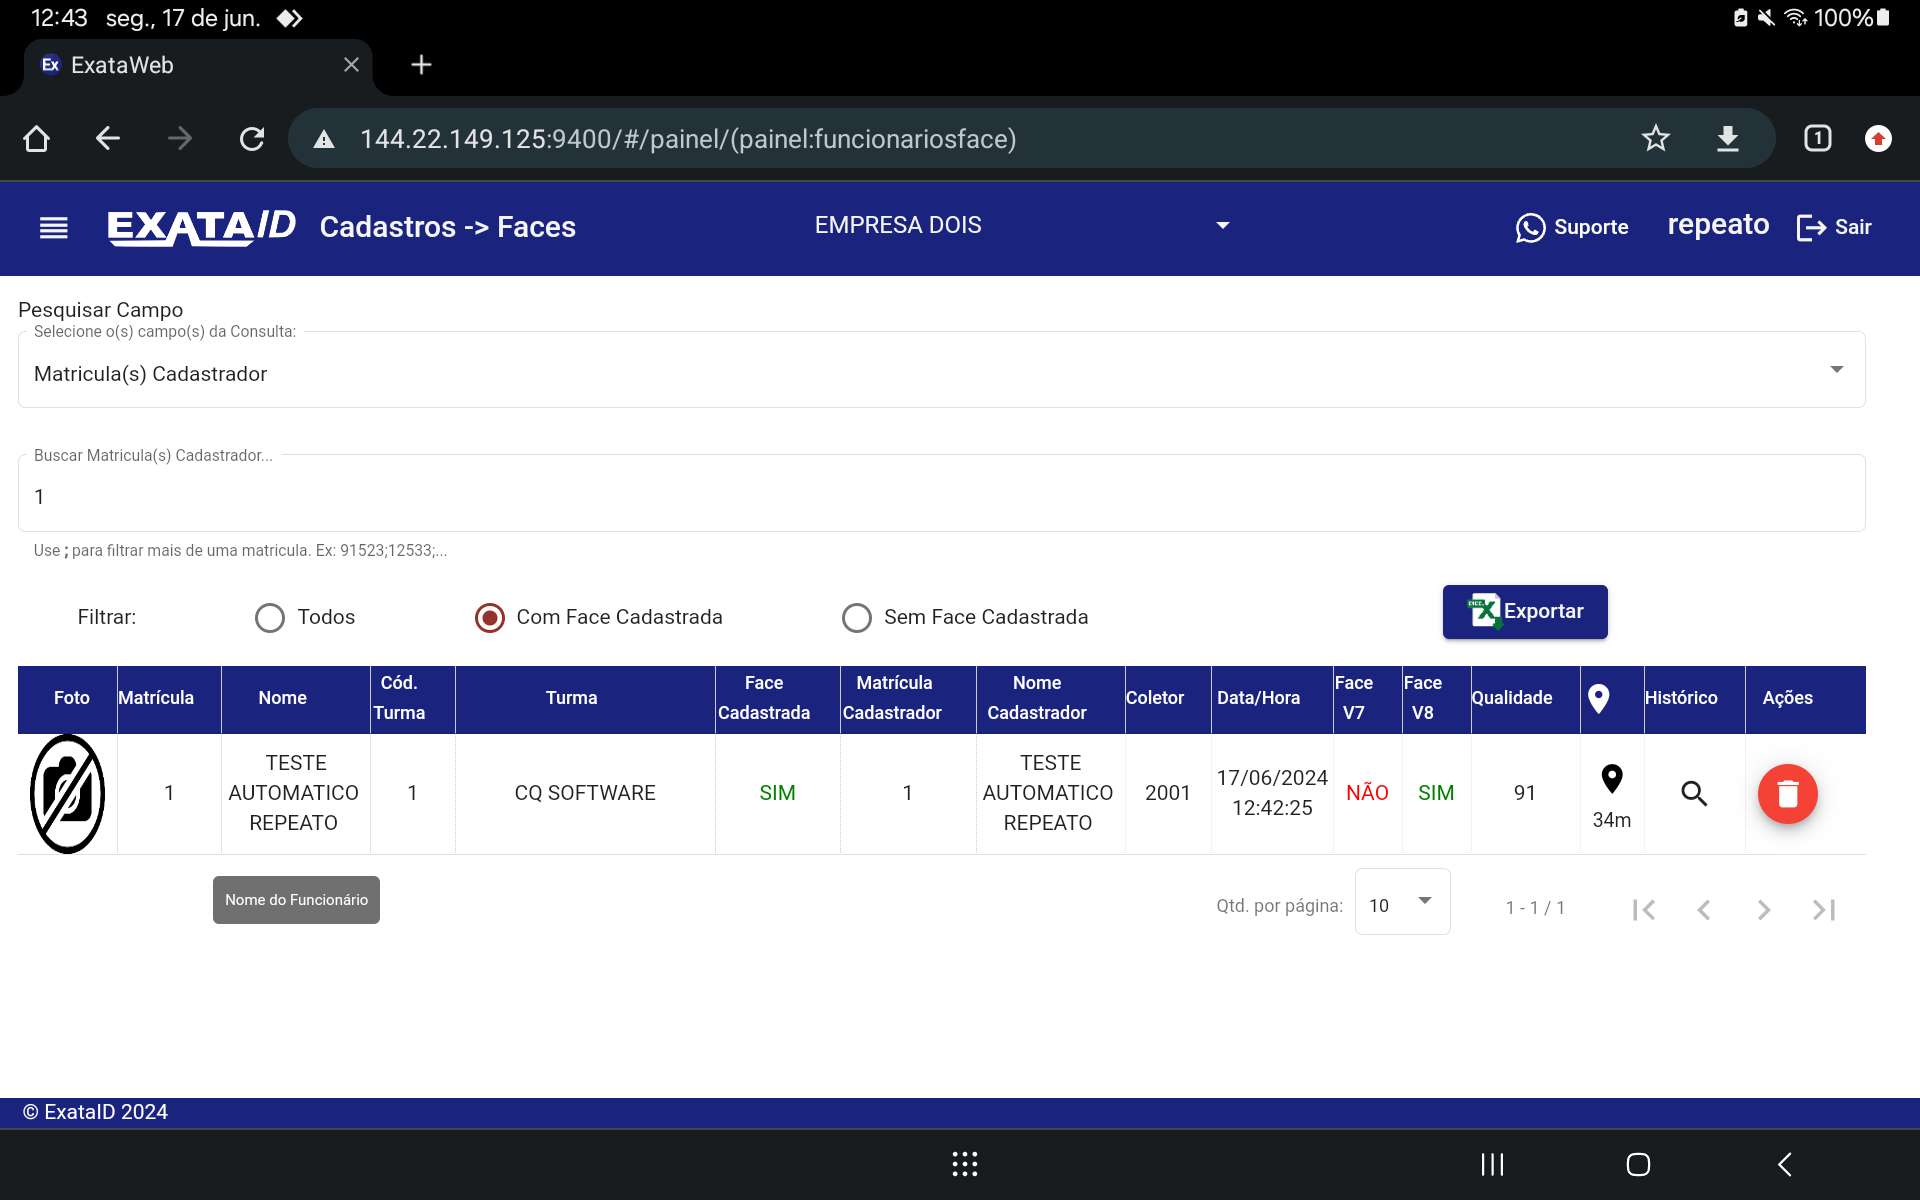 12:43 seg., 17 de jun. 100%
Ex ExataWeb
144.22.149.125:9400/#/painel/(painel:funcionariosface) 1
EXATAID Cadastros -> Faces EMPRESA DOIS Suporte repeato Sair
Pesquisar Campo
Selecione o(s) campo(s) da Consulta:
Matricula(s) Cadastrador
Buscar Matricula(s) Cadastrador...
1
Use ; para filtrar mais de uma matricula. Ex: 91523;12533;...
Filtrar: Todos Com Face Cadastrada Sem Face Cadastrada Exportar
Foto Matrícula Nome Cód. Turma Turma Face Cadastrada Matrícula Cadastrador Nome Cadastrador Coletor Data/Hora Face V7 Face V8 Qualidade Histórico Ações
1 TESTE AUTOMATICO REPEATO 1 CQ SOFTWARE SIM 1 TESTE AUTOMATICO REPEATO 2001 17/06/2024 12:42:25 NÃO SIM 91 34m
Nome do Funcionário
Qtd. por página: 10 1 - 1 / 1
© ExataID 2024